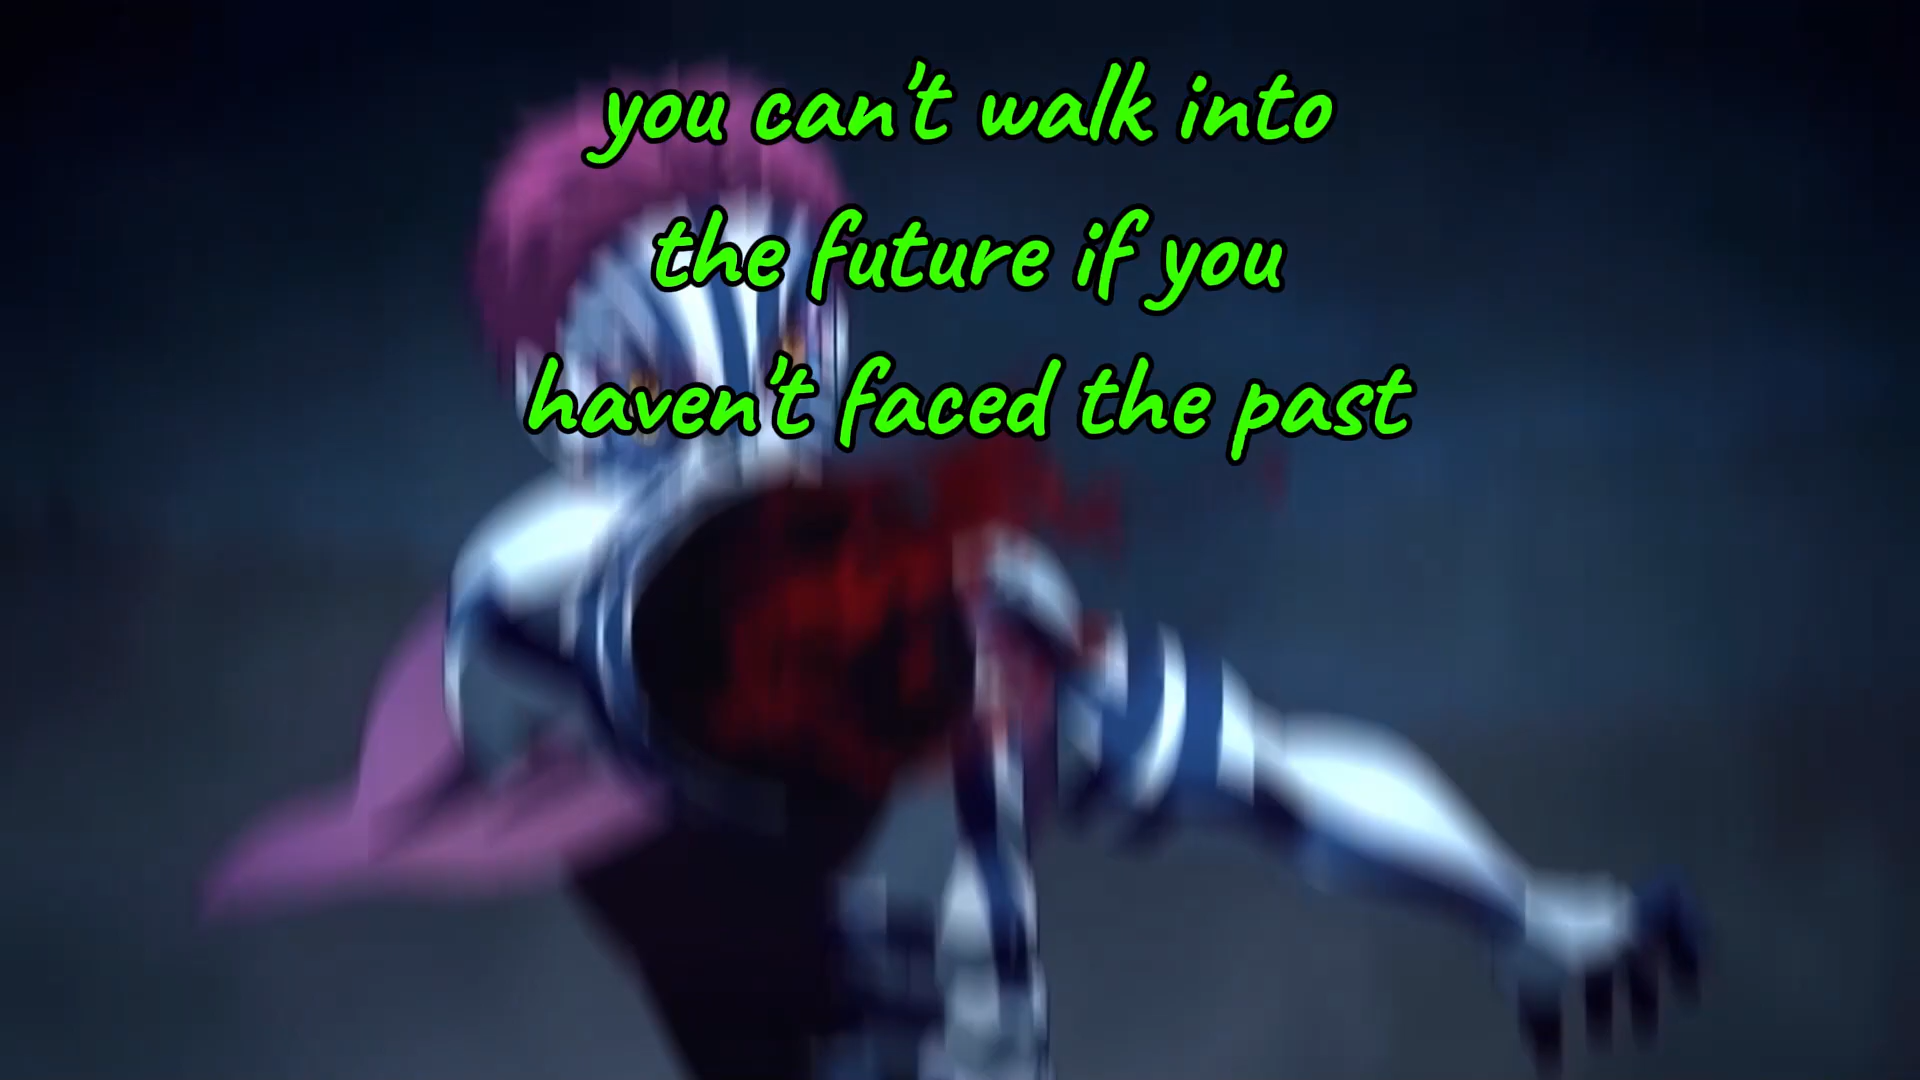 you can't walk into
the future if you
haven't faced the past